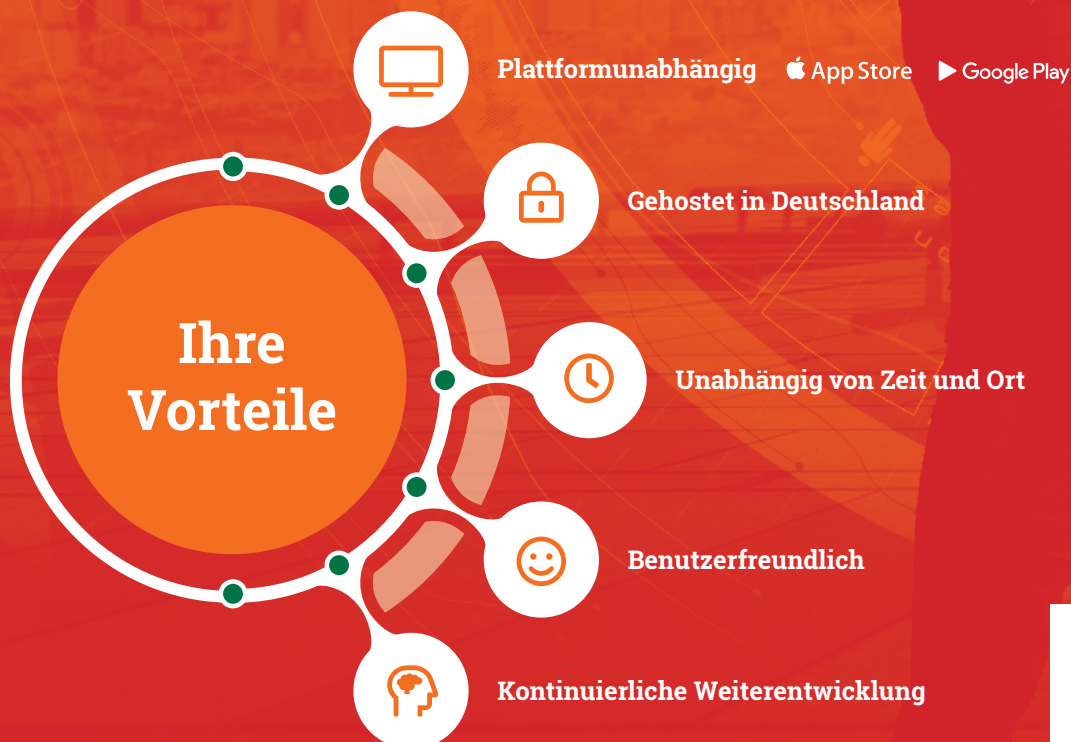 Plattformunabhängig App Store Google Play
Gehostet in Deutschland
Ihre
Vorteile
Unabhängig von Zeit und Ort
Benutzerfreundlich
Kontinuierliche Weiterentwicklung